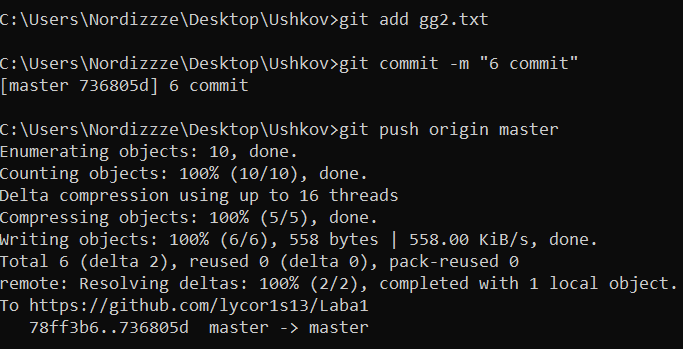 C:\Users\Nordizzze\Desktop\Ushkov>git add gg2.txt
C:\Users\Nordizzze\Desktop\Ushkov>git commit -m "6 commit"
[master 736805d] 6 commit
C:\Users\Nordizzze\Desktop\Ushkov>git push origin master
Enumerating objects: 10, done.
Counting objects: 100% (10/10), done.
Delta compression using up to 16 threads
Compressing objects: 100% (5/5), done.
Writing objects: 100% (6/6), 558 bytes | 558.00 KiB/s, done.
Total 6 (delta 2), reused 0 (delta 0), pack-reused 0
remote: Resolving deltas: 100% (2/2), completed with 1 local object.
To https://github.com/lycor1s13/Laba1
   78ff3b6..736805d  master -> master